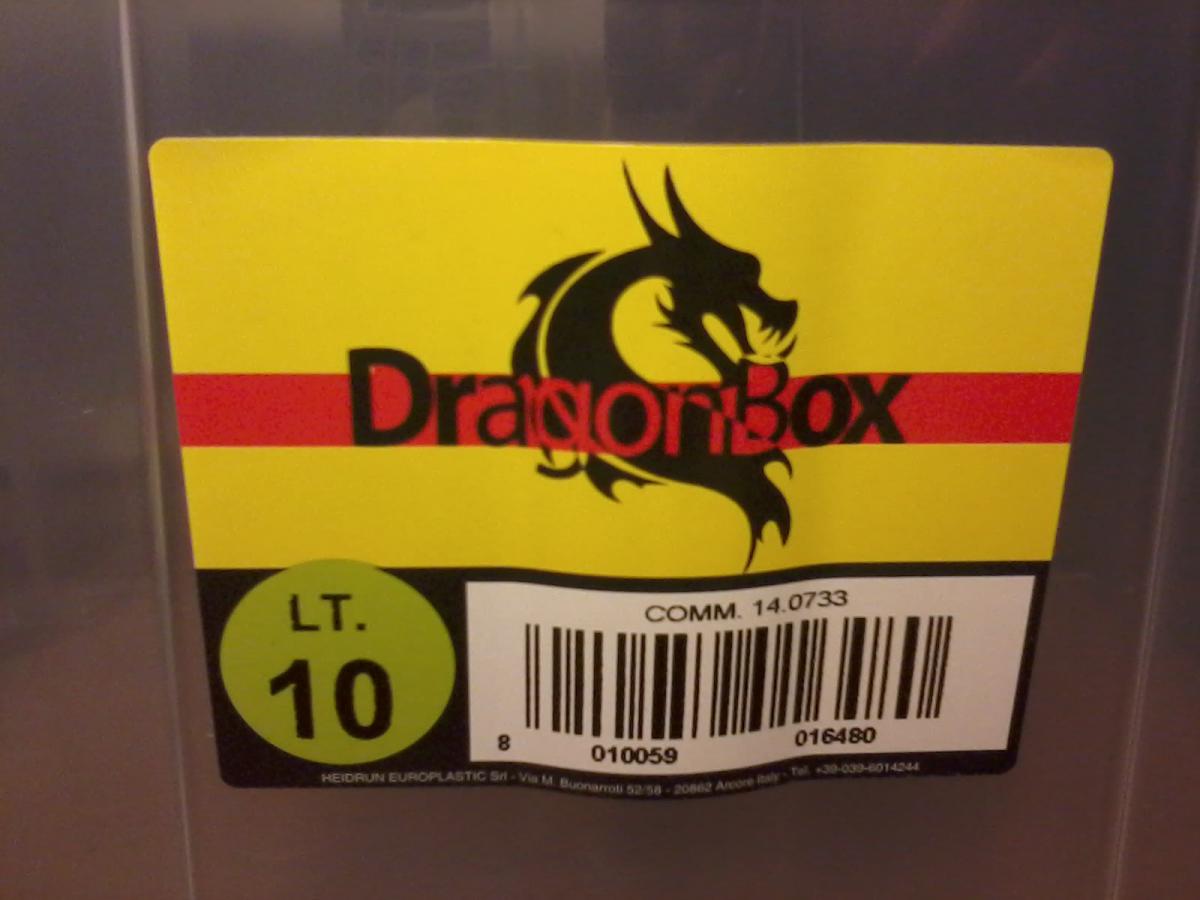 DragonBox
LT.
10
COMM. 14.0733
8 010059 016480
HEIDRUN EUROPLASTIC Srl - Via M. Buonarroti 52/58 - 20862 Arcore Italy - Tel. +39-039-6014244